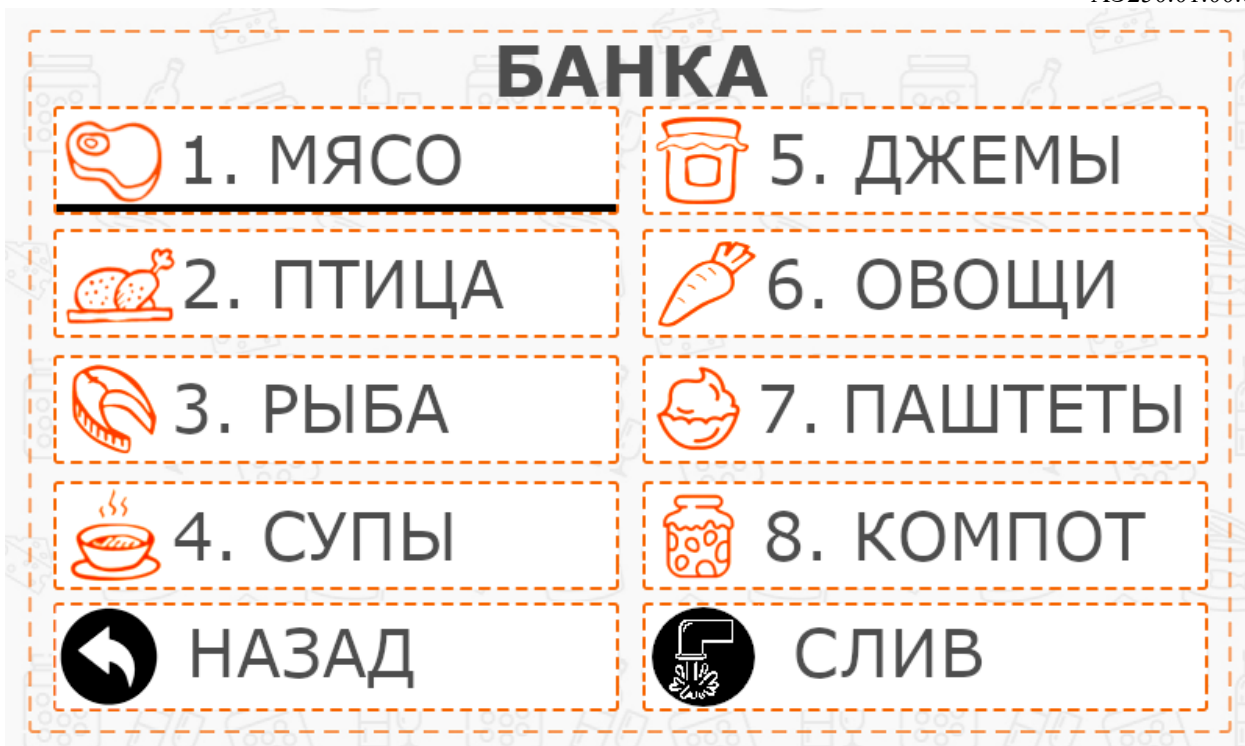 БАНКА
1. МЯСО
5. ДЖЕМЫ
2. ПТИЦА
6. ОВОЩИ
3. РЫБА
7. ПАШТЕТЫ
4. СУПЫ
8. КОМПОТ
НАЗАД
СЛИВ